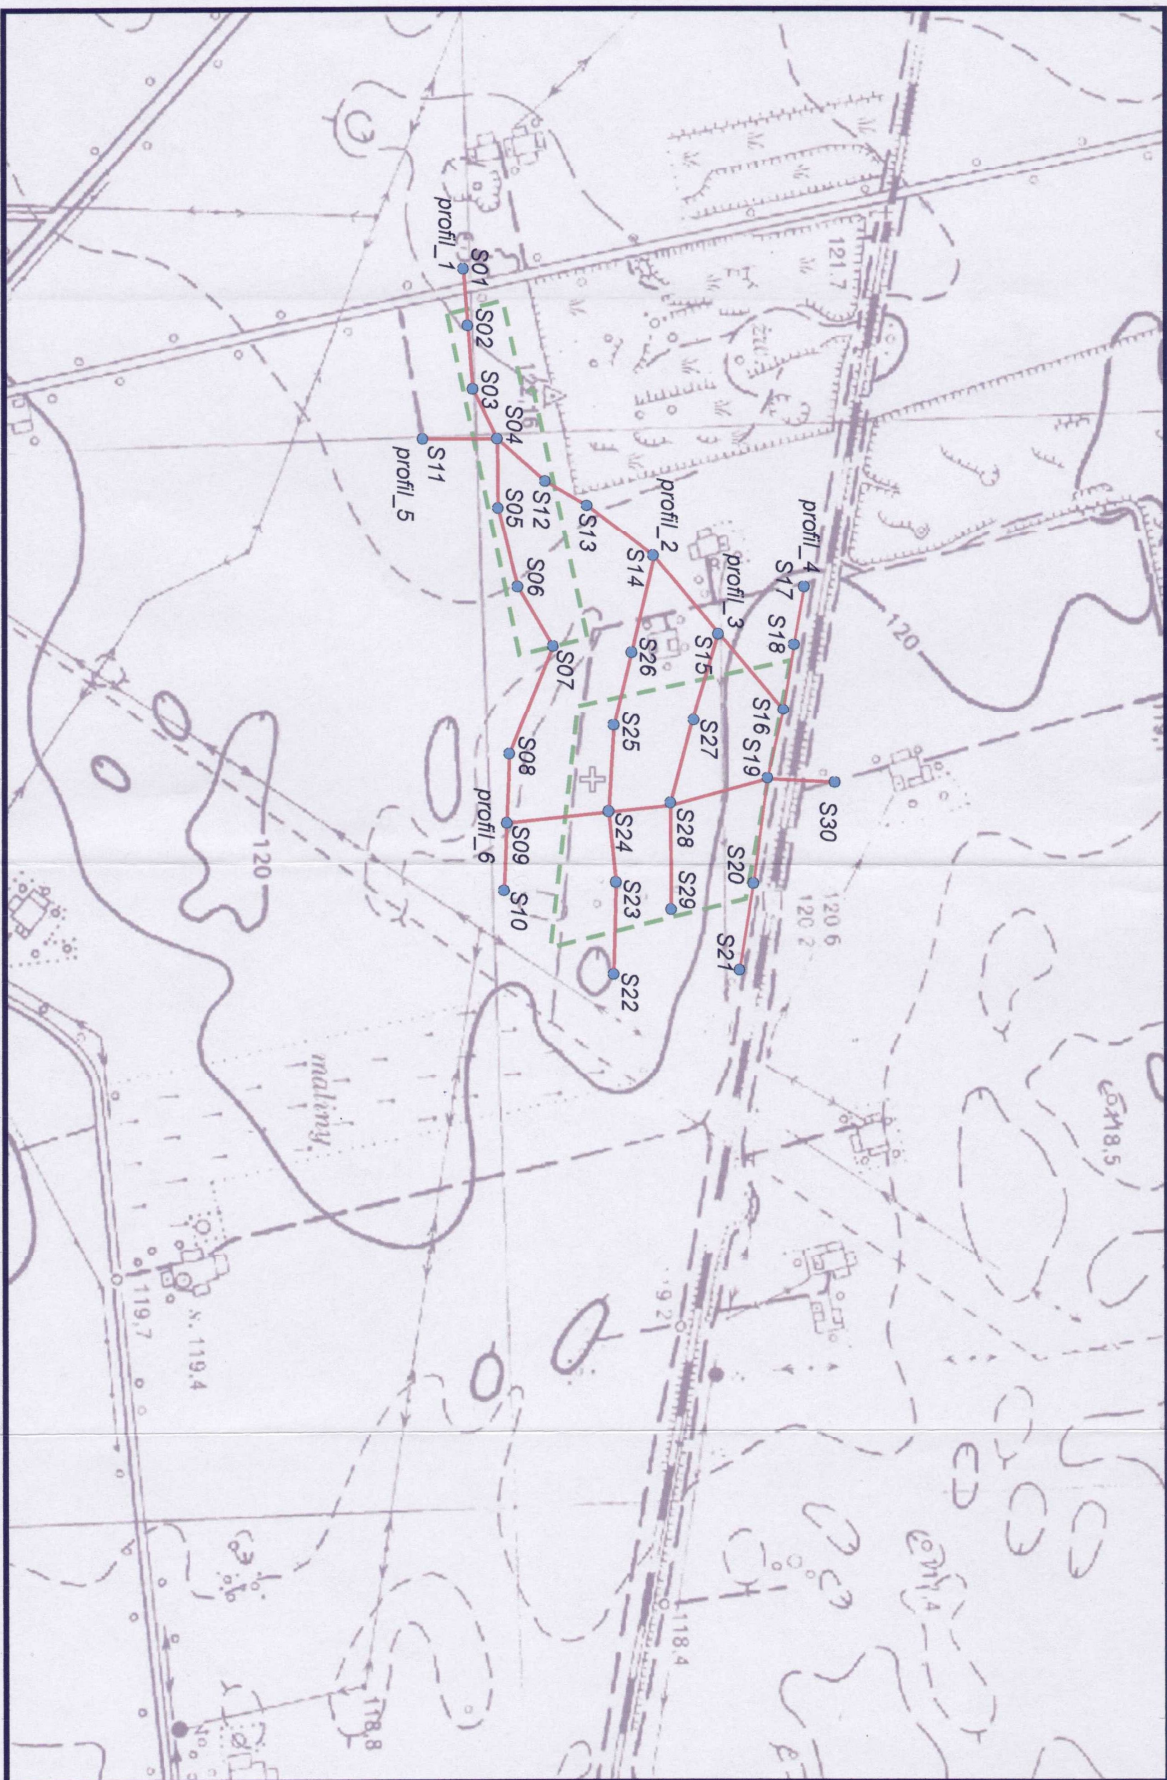 profil_1
S01
S02
S03
S04
S05
S06
S07
S08
S09
S10
profil_6
S11
profil_5
S12
S13
profil_2
S14
S26
S25
S24
S23
S22
profil_3
S15
S27
S28
S29
profil_4
S17
S18
S16
S19
S20
S21
S30
121.7
120
120
120 6
120 2
118,5
maliny.
119,7
s. 119.4
118,4
118,8